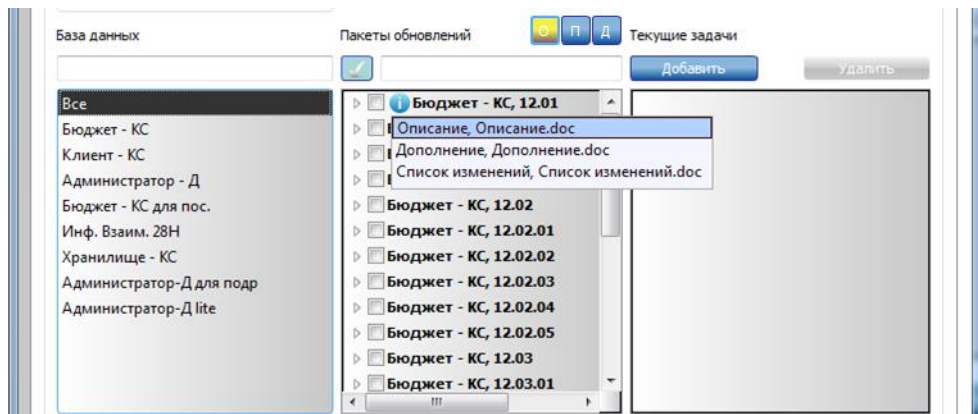 База данных
Пакеты обновлений
О П Д
Текущие задачи
Добавить
Удалить
Все
Бюджет - КС
Клиент - КС
Администратор - Д
Бюджет - КС для пос.
Инф. Взаим. 28Н
Хранилище - КС
Администратор-Д для подр
Администратор-Д lite
Бюджет - КС, 12.01
Описание, Описание.doc
Дополнение, Дополнение.doc
Список изменений, Список изменений.doc
Бюджет - КС, 12.02
Бюджет - КС, 12.02.01
Бюджет - КС, 12.02.02
Бюджет - КС, 12.02.03
Бюджет - КС, 12.02.04
Бюджет - КС, 12.02.05
Бюджет - КС, 12.03
Бюджет - КС, 12.03.01